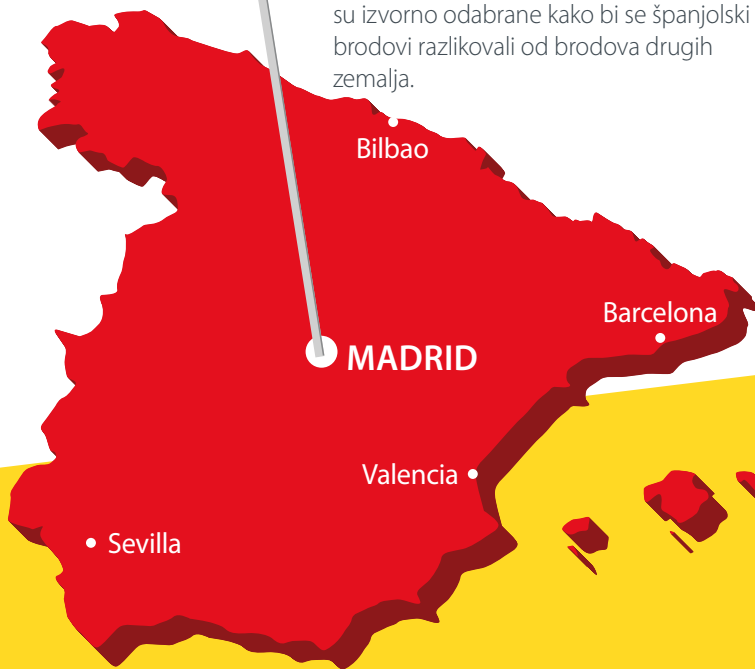 su izvorno odabrane kako bi se španjolski
brodovi razlikovali od brodova drugih
zemalja.
Bilbao
Barcelona
MADRID
Valencia
Sevilla